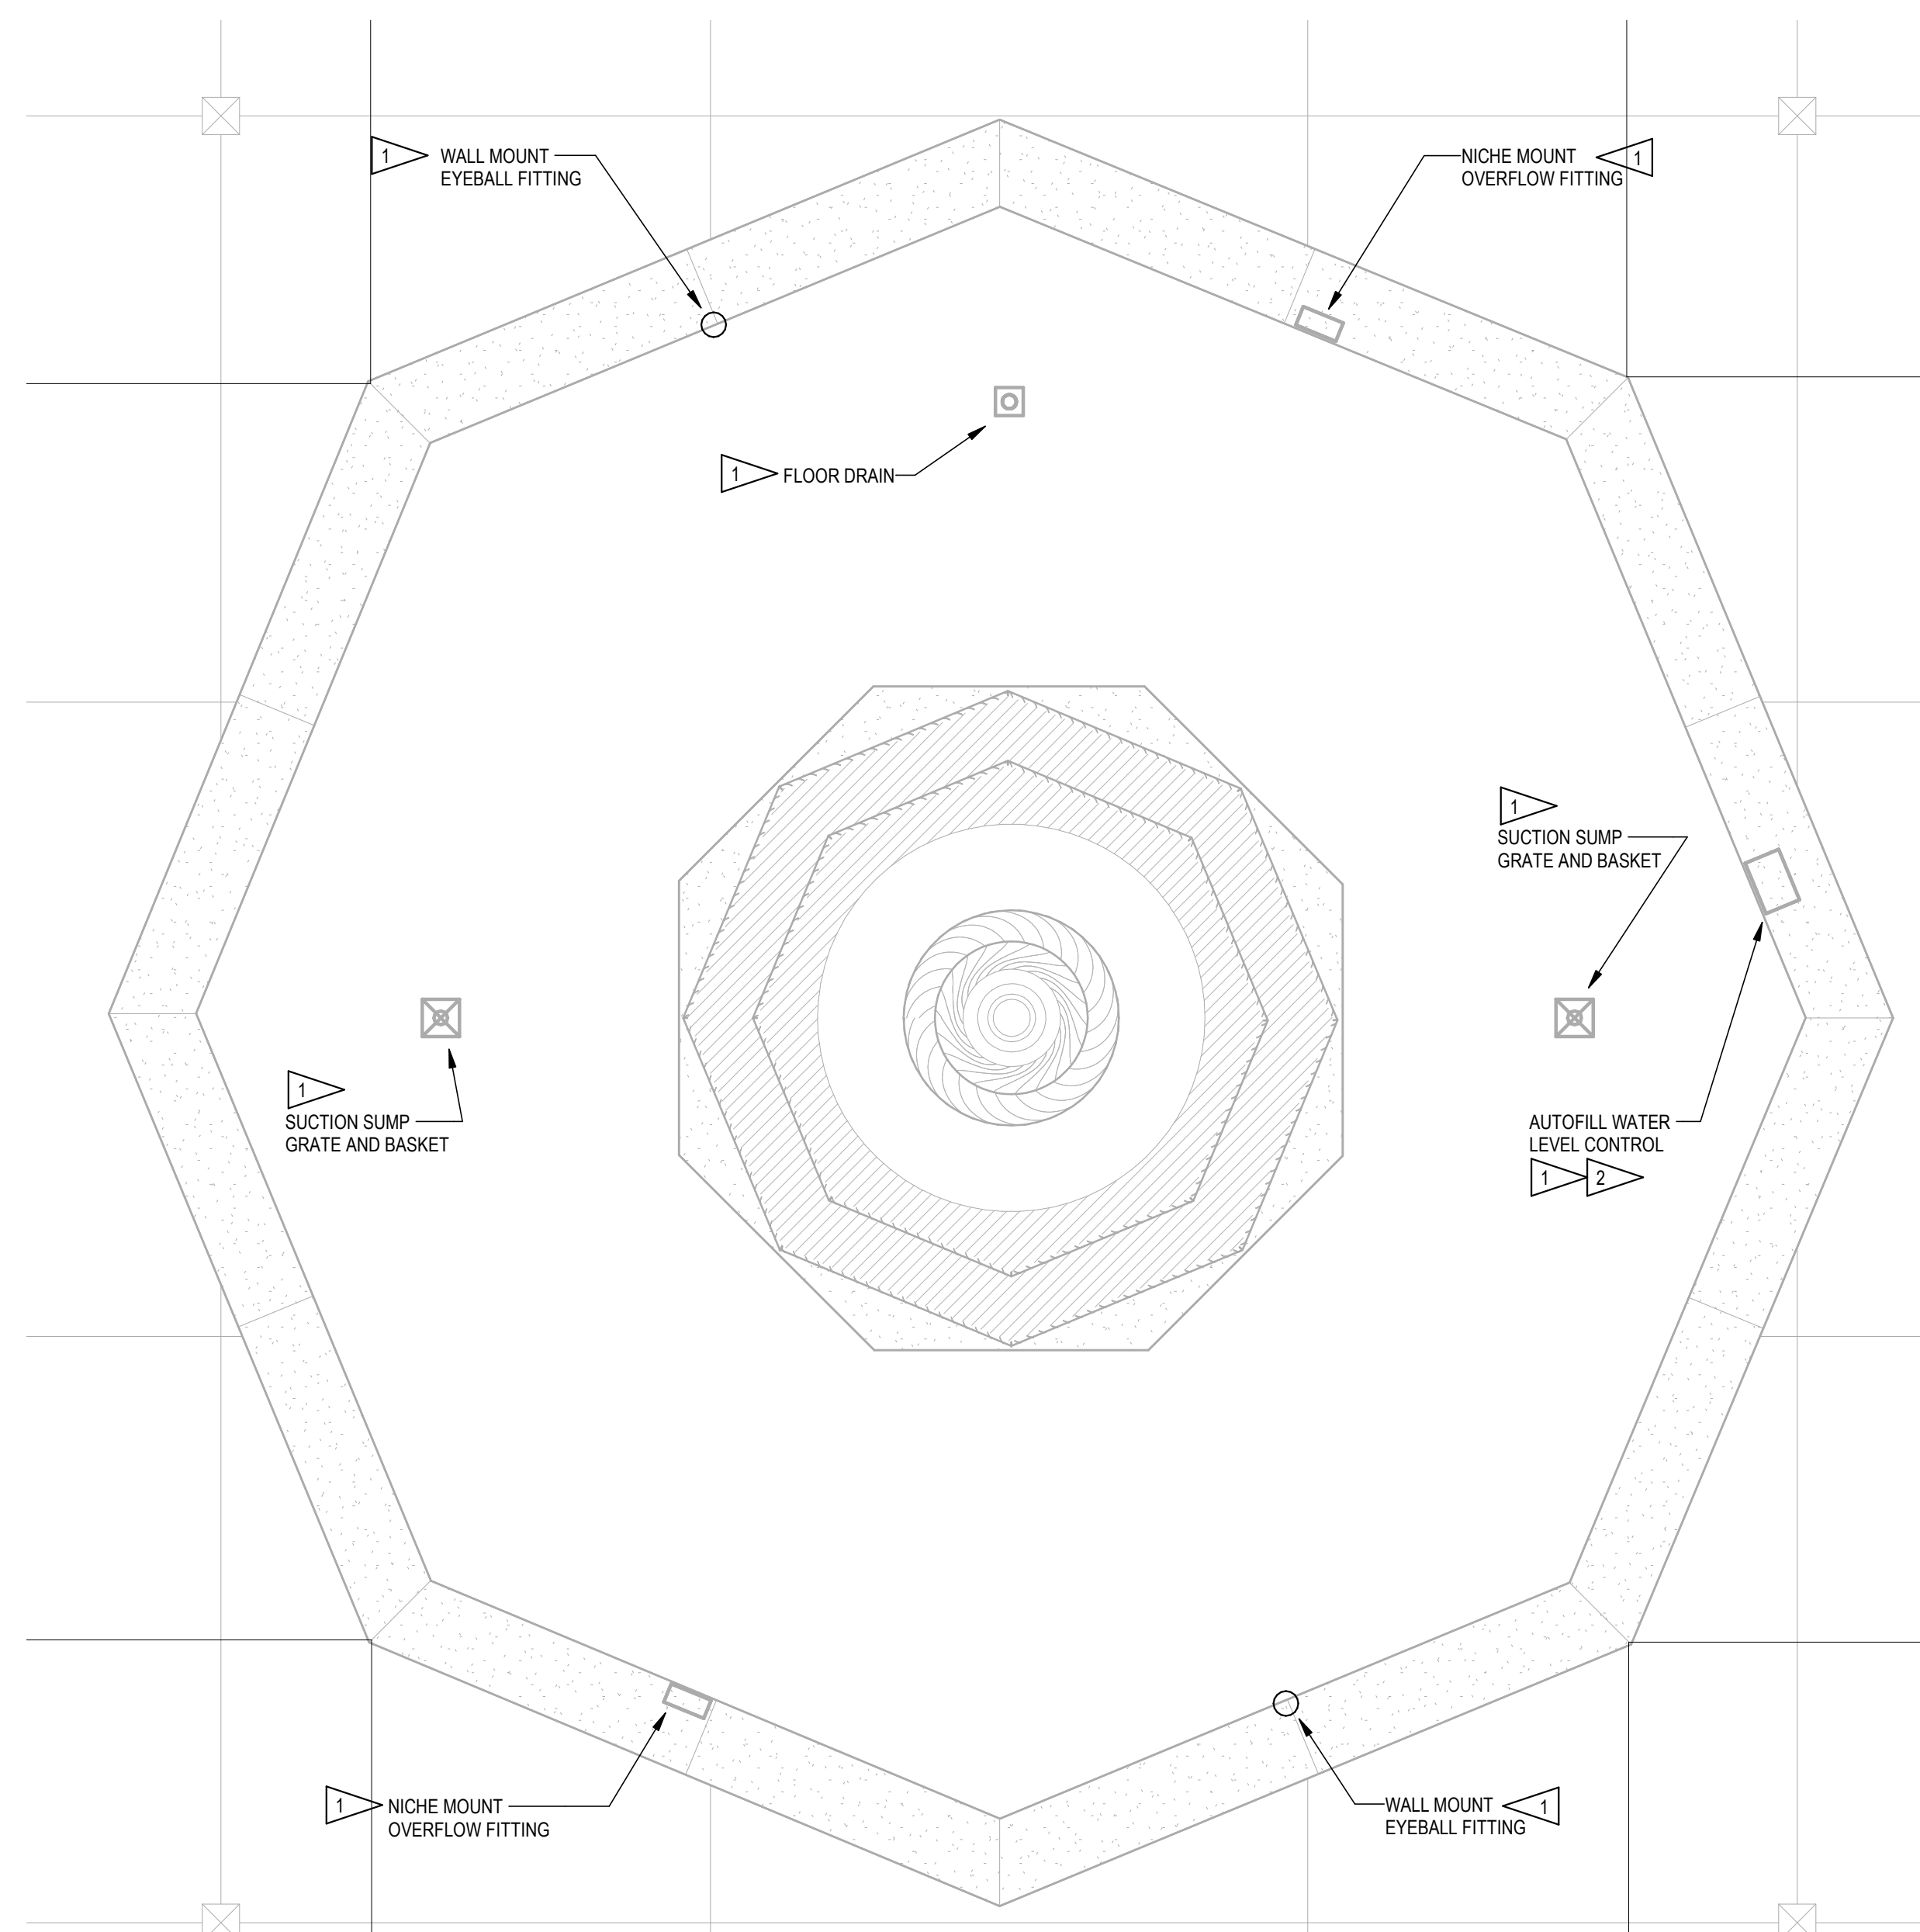 1
WALL MOUNT
EYEBALL FITTING
NICHE MOUNT
OVERFLOW FITTING
1
1
FLOOR DRAIN
1
SUCTION SUMP
GRATE AND BASKET
1
SUCTION SUMP
GRATE AND BASKET
AUTOFILL WATER
LEVEL CONTROL
1 2
1
NICHE MOUNT
OVERFLOW FITTING
WALL MOUNT
EYEBALL FITTING
1